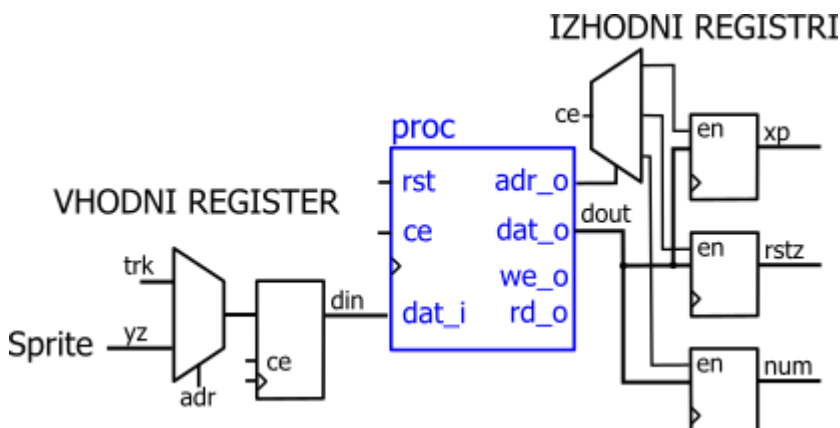 IZHODNI REGISTRI
ce
en
xp
proc
rst
adr_o
VHODNI REGISTER
dout
ce
dat_o
en
rstz
trk
we_o
din
dat_i
rd_o
Sprite
yz
ce
en
num
adr